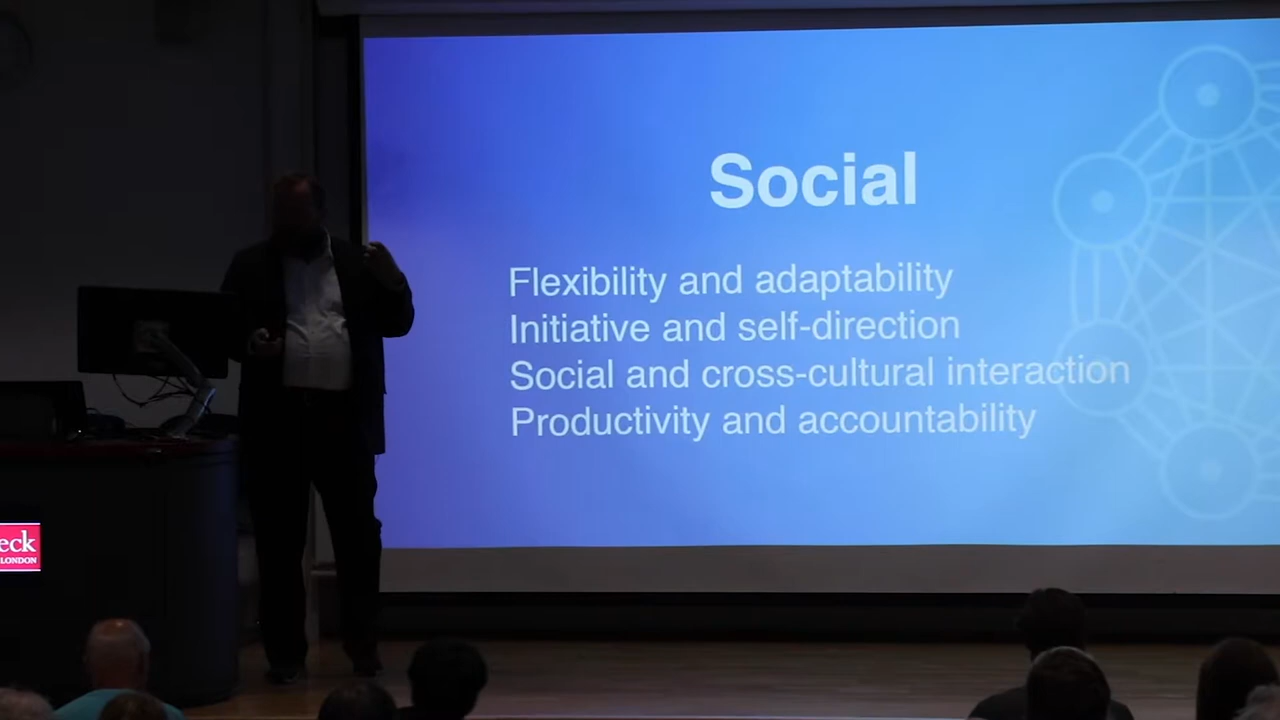 Social
Flexibility and adaptability
Initiative and self-direction
Social and cross-cultural interaction
Productivity and accountability
eck
LONDON